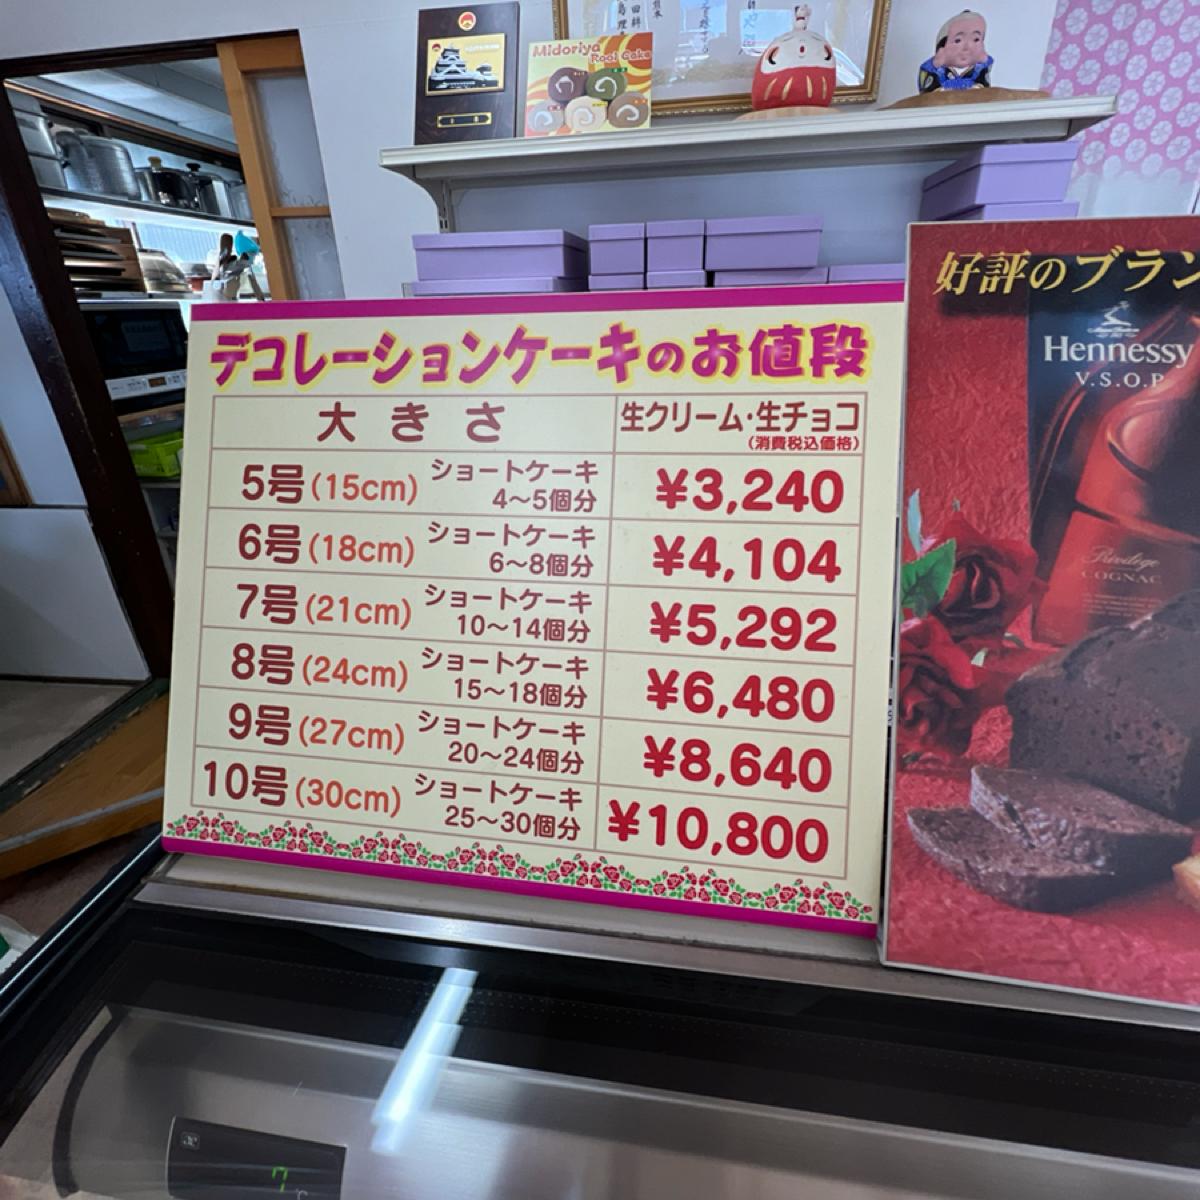 Midoriya
Rool Cake
デコレーションケーキのお値段
大きさ
生クリーム・生チョコ
(消費税込価格)
5号(15cm) ショートケーキ
4〜5個分
¥3,240
6号(18cm) ショートケーキ
6〜8個分
¥4,104
7号(21cm) ショートケーキ
10〜14個分
¥5,292
8号(24cm) ショートケーキ
15〜18個分
¥6,480
9号(27cm) ショートケーキ
20〜24個分
¥8,640
10号(30cm) ショートケーキ
25〜30個分
¥10,800
好評のブラン
Hennessy
V.S.O.P
Privilège
COGNAC
7